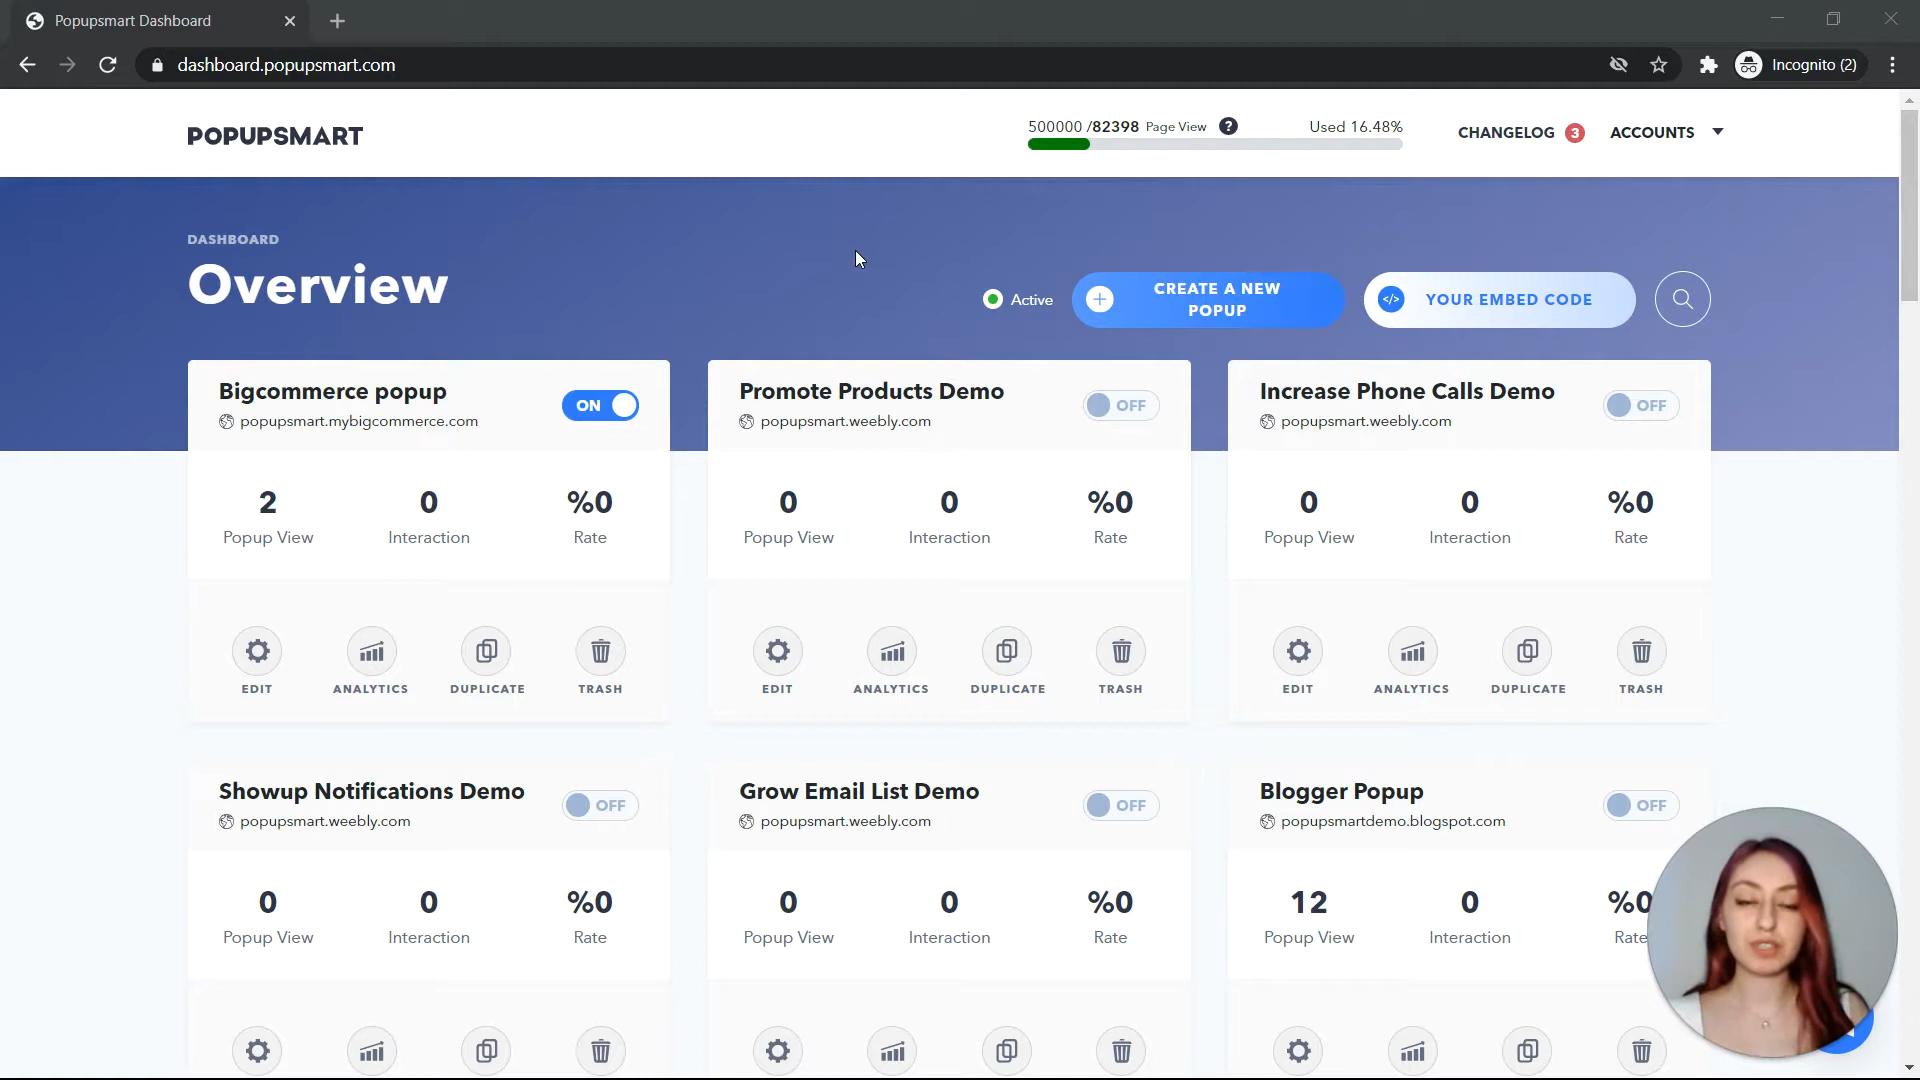 Popupsmart Dashboard
dashboard.popupsmart.com
Incognito (2)
POPUPSMART
500000 /82398 Page View ? Used 16.48%
CHANGELOG 3 ACCOUNTS
DASHBOARD
Overview
Active
CREATE A NEW
POPUP
</> YOUR EMBED CODE
Bigcommerce popup
popupsmart.mybigcommerce.com
ON
2 0 %0
Popup View Interaction Rate
EDIT ANALYTICS DUPLICATE TRASH
Promote Products Demo
popupsmart.weebly.com
OFF
0 0 %0
Popup View Interaction Rate
EDIT ANALYTICS DUPLICATE TRASH
Increase Phone Calls Demo
popupsmart.weebly.com
OFF
0 0 %0
Popup View Interaction Rate
EDIT ANALYTICS DUPLICATE TRASH
Showup Notifications Demo
popupsmart.weebly.com
OFF
0 0 %0
Popup View Interaction Rate
Grow Email List Demo
popupsmart.weebly.com
OFF
0 0 %0
Popup View Interaction Rate
Blogger Popup
popupsmartdemo.blogspot.com
OFF
12 0 %0
Popup View Interaction Rate